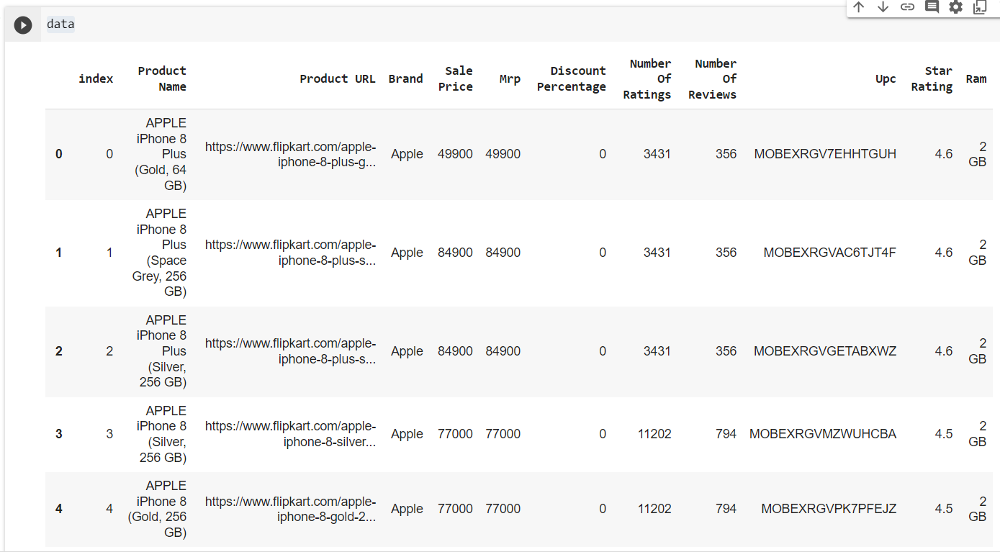 data
index Product Name Product URL Brand Sale Price Mrp Discount Percentage Number Of Ratings Number Of Reviews Upc Star Rating Ram
0 0 APPLE iPhone 8 Plus (Gold, 64 GB) https://www.flipkart.com/apple-iphone-8-plus-g... Apple 49900 49900 0 3431 356 MOBEXRGV7EHHTGUH 4.6 2 GB
1 1 APPLE iPhone 8 Plus (Space Grey, 256 GB) https://www.flipkart.com/apple-iphone-8-plus-s... Apple 84900 84900 0 3431 356 MOBEXRGVAC6TJT4F 4.6 2 GB
2 2 APPLE iPhone 8 Plus (Silver, 256 GB) https://www.flipkart.com/apple-iphone-8-plus-s... Apple 84900 84900 0 3431 356 MOBEXRGVGETABXWZ 4.6 2 GB
3 3 APPLE iPhone 8 (Silver, 256 GB) https://www.flipkart.com/apple-iphone-8-silver... Apple 77000 77000 0 11202 794 MOBEXRGVMZWUHCBA 4.5 2 GB
4 4 APPLE iPhone 8 (Gold, 256 GB) https://www.flipkart.com/apple-iphone-8-gold-2... Apple 77000 77000 0 11202 794 MOBEXRGVPK7PFEJZ 4.5 2 GB